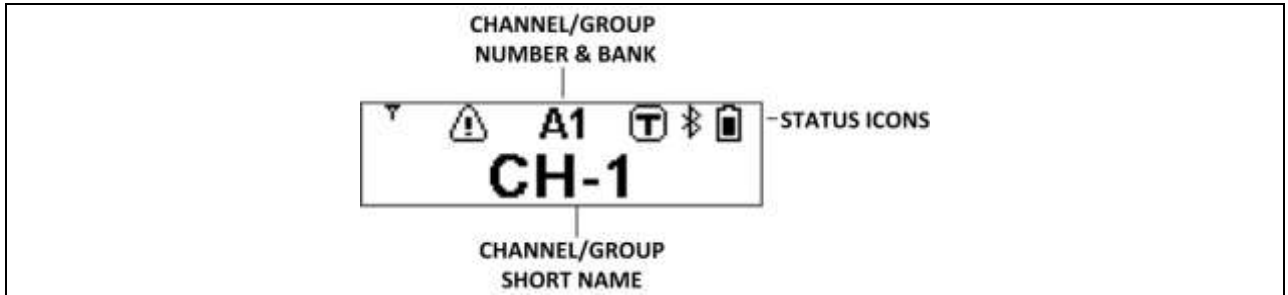 CHANNEL/GROUP
NUMBER & BANK
A1 T
STATUS ICONS
CH-1
CHANNEL/GROUP
SHORT NAME